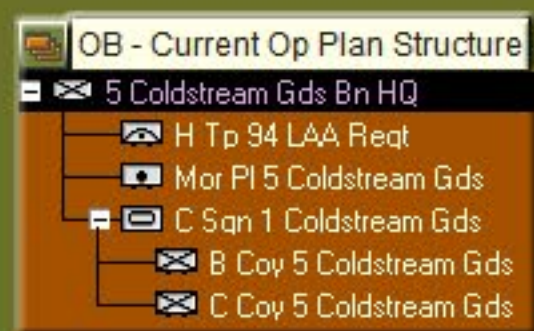 OB - Current Op Plan Structure
5 Coldstream Gds Bn HQ
H Tp 94 LAA Regt
Mor Pl 5 Coldstream Gds
C Sqn 1 Coldstream Gds
B Coy 5 Coldstream Gds
C Coy 5 Coldstream Gds